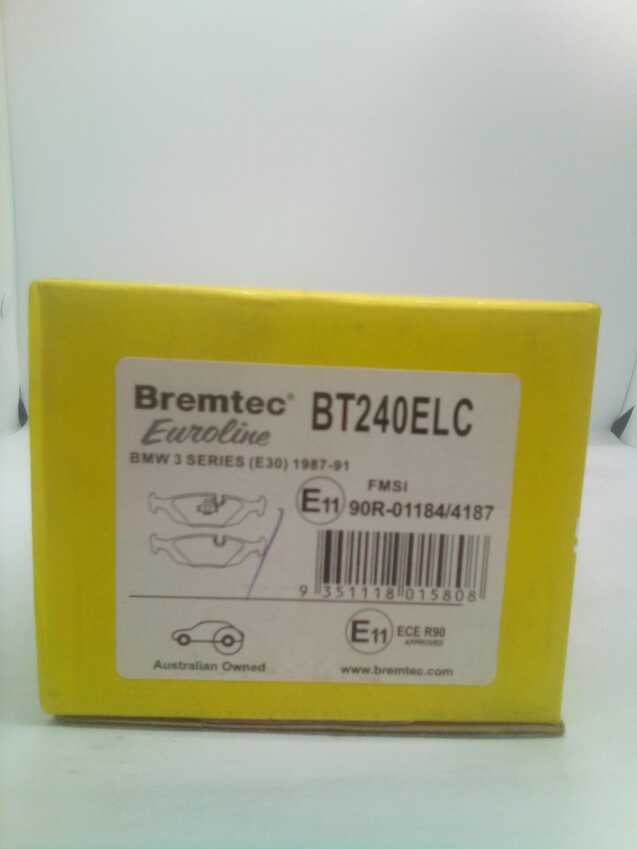 Bremtec® BT240ELC
Euroline
BMW 3 SERIES (E30) 1987-91
FMSI
E11 90R-01184/4187
9 351118 015808
E11 ECE R90
APPROVED
Australian Owned
www.bremtec.com